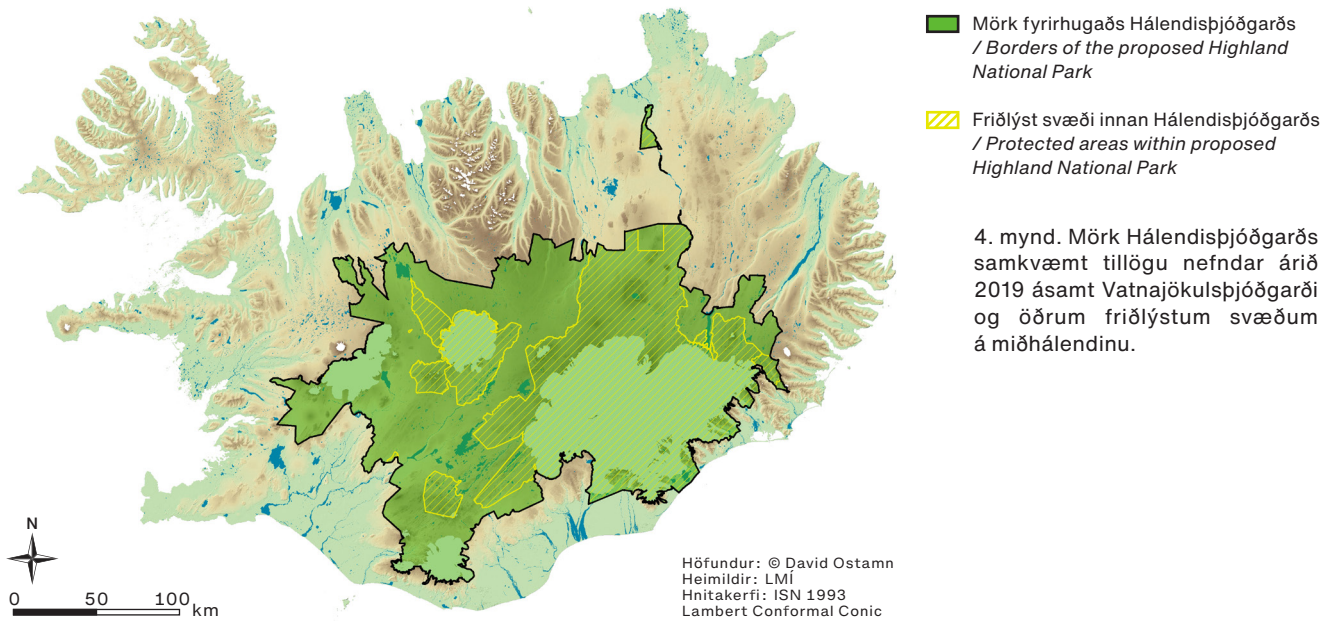 Mörk fyrirhugaðs Hálendisþjóðgarðs
/ Borders of the proposed Highland
National Park
Friðlýst svæði innan Hálendisþjóðgarðs
/ Protected areas within proposed
Highland National Park
4. mynd. Mörk Hálendisþjóðgarðs
samkvæmt tillögu nefndar árið
2019 ásamt Vatnajökulsþjóðgarði
og öðrum friðlýstum svæðum
á miðhálendinu.
N
0 50 100 km
Höfundur: © David Ostamn
Heimildir: LMÍ
Hnitakerfi: ISN 1993
Lambert Conformal Conic